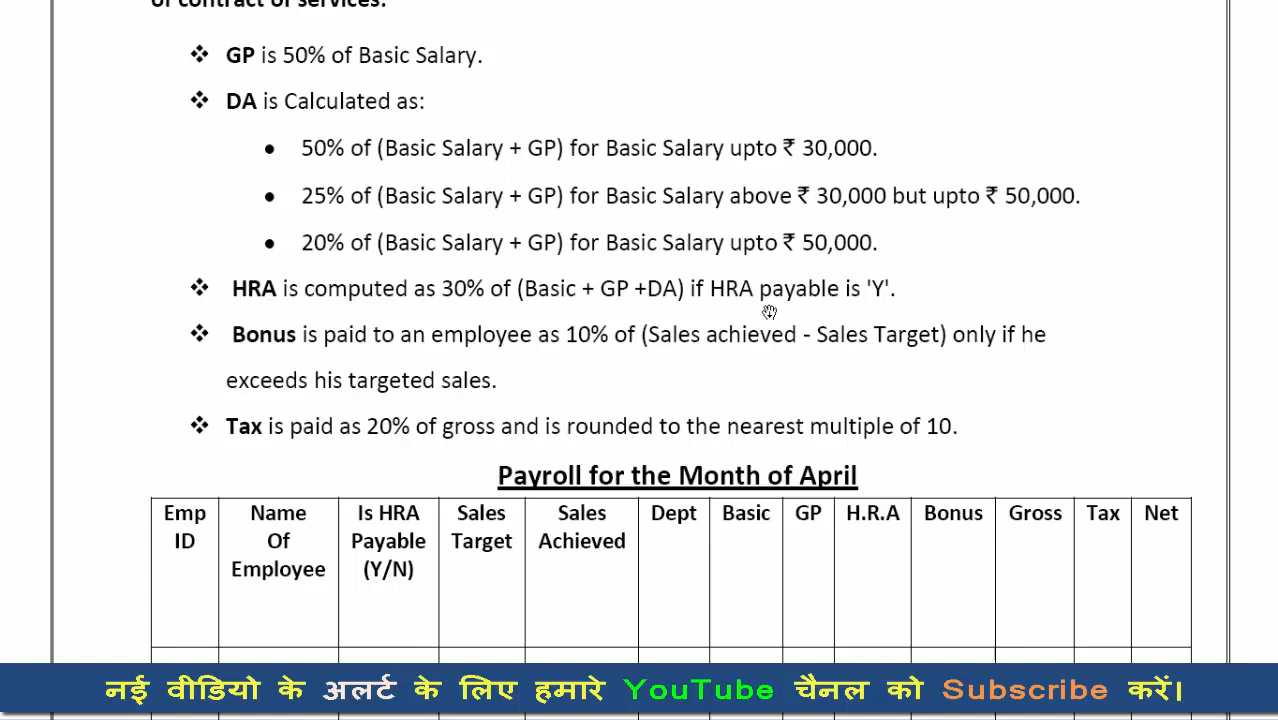 of contract of services.
❖ GP is 50% of Basic Salary.
❖ DA is Calculated as:
• 50% of (Basic Salary + GP) for Basic Salary upto ₹ 30,000.
• 25% of (Basic Salary + GP) for Basic Salary above ₹ 30,000 but upto ₹ 50,000.
• 20% of (Basic Salary + GP) for Basic Salary upto ₹ 50,000.
❖ HRA is computed as 30% of (Basic + GP +DA) if HRA payable is 'Y'.
❖ Bonus is paid to an employee as 10% of (Sales achieved - Sales Target) only if he
exceeds his targeted sales.
❖ Tax is paid as 20% of gross and is rounded to the nearest multiple of 10.
Payroll for the Month of April
Emp Name Is HRA Sales Sales Dept Basic GP H.R.A Bonus Gross Tax Net
ID Of Payable Target Achieved
Employee (Y/N)
नई वीडियो के अलर्ट के लिए हमारे YouTube चैनल को Subscribe करें।